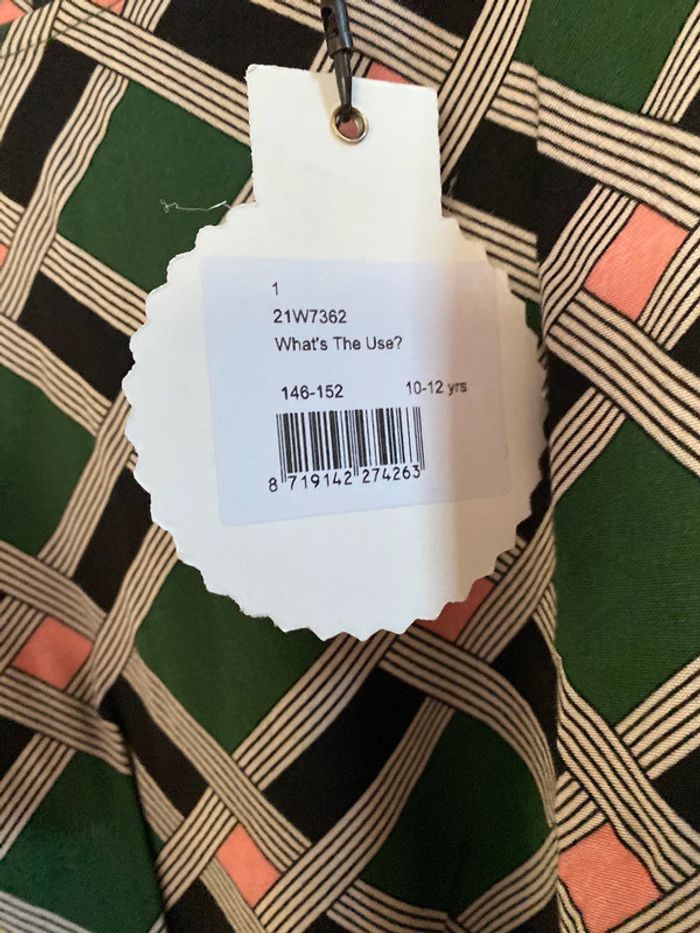 1
21W7362
What's The Use?
146-152 10-12 yrs
8 719142 274263